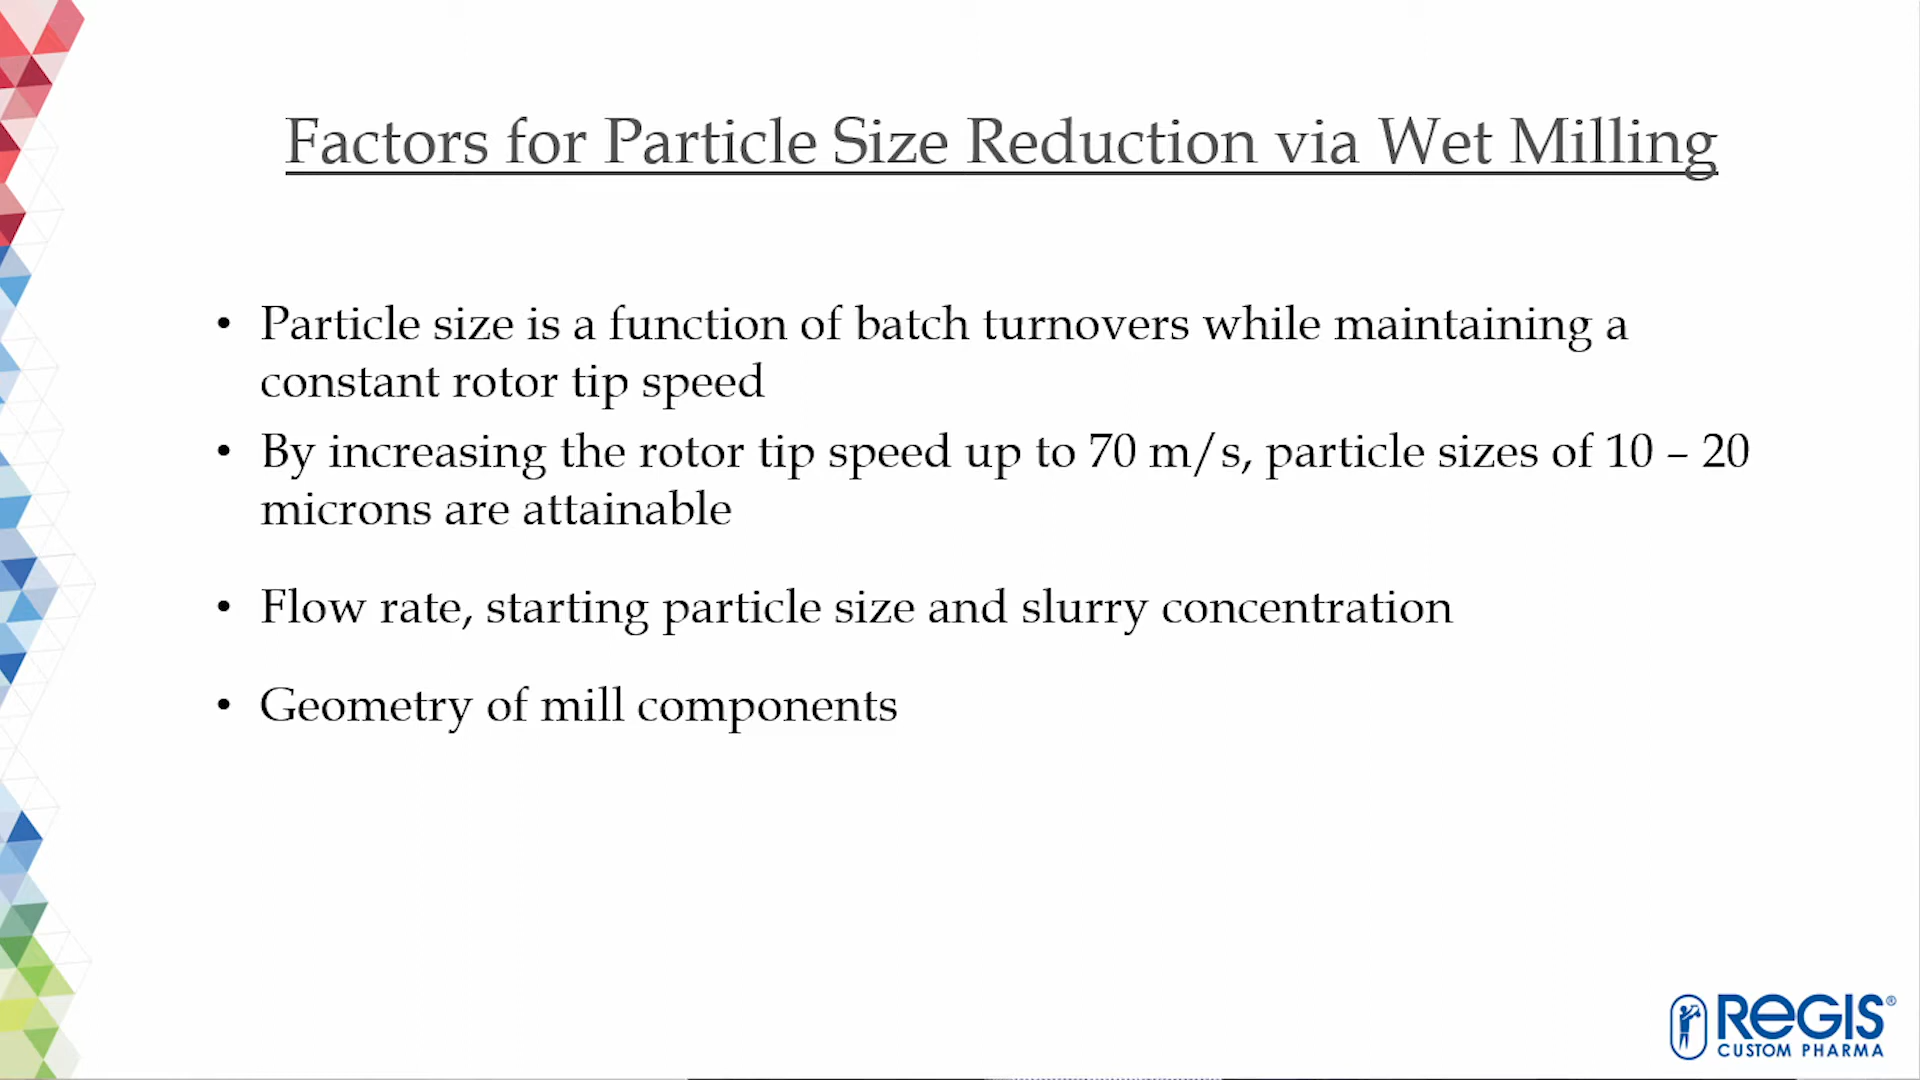 Factors for Particle Size Reduction via Wet Milling
• Particle size is a function of batch turnovers while maintaining a
constant rotor tip speed
• By increasing the rotor tip speed up to 70 m/s, particle sizes of 10 – 20
microns are attainable
• Flow rate, starting particle size and slurry concentration
• Geometry of mill components
ReGIS®
CUSTOM PHARMA